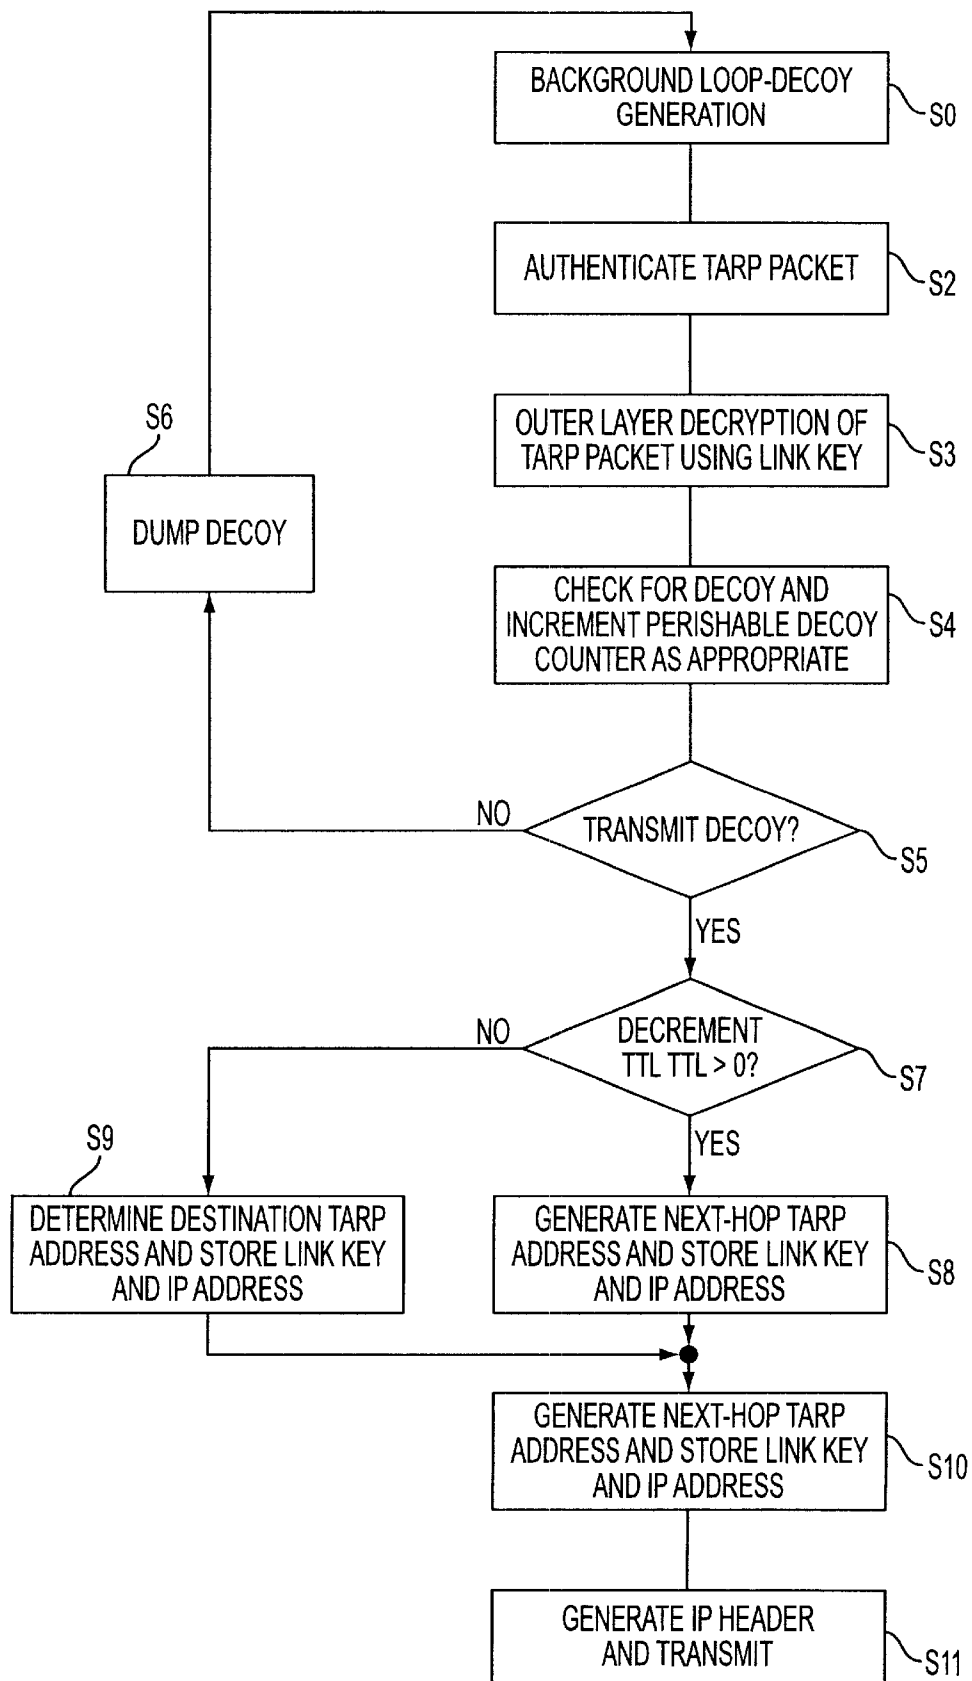 BACKGROUND LOOP-DECOY
GENERATION
S0
AUTHENTICATE TARP PACKET
S2
OUTER LAYER DECRYPTION OF
TARP PACKET USING LINK KEY
S3
S6
DUMP DECOY
CHECK FOR DECOY AND
INCREMENT PERISHABLE DECOY
COUNTER AS APPROPRIATE
S4
NO
TRANSMIT DECOY?
S5
YES
NO
DECREMENT
TTL TTL > 0?
S7
YES
S9
DETERMINE DESTINATION TARP
ADDRESS AND STORE LINK KEY
AND IP ADDRESS
GENERATE NEXT-HOP TARP
ADDRESS AND STORE LINK KEY
AND IP ADDRESS
S8
GENERATE NEXT-HOP TARP
ADDRESS AND STORE LINK KEY
AND IP ADDRESS
S10
GENERATE IP HEADER
AND TRANSMIT
S11